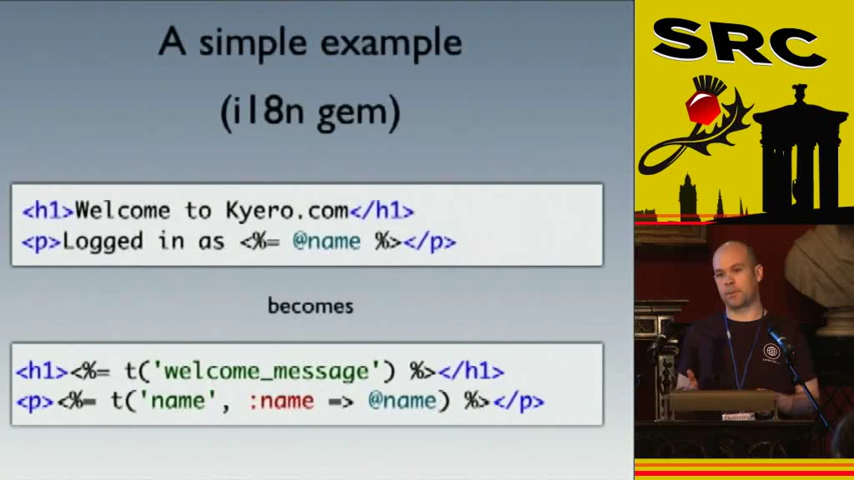 A simple example
(i18n gem)
<h1>Welcome to Kyero.com</h1>
<p>Logged in as <%= @name %></p>
becomes
<h1><%= t('welcome_message') %></h1>
<p><%= t('name', :name => @name) %></p>
SRC